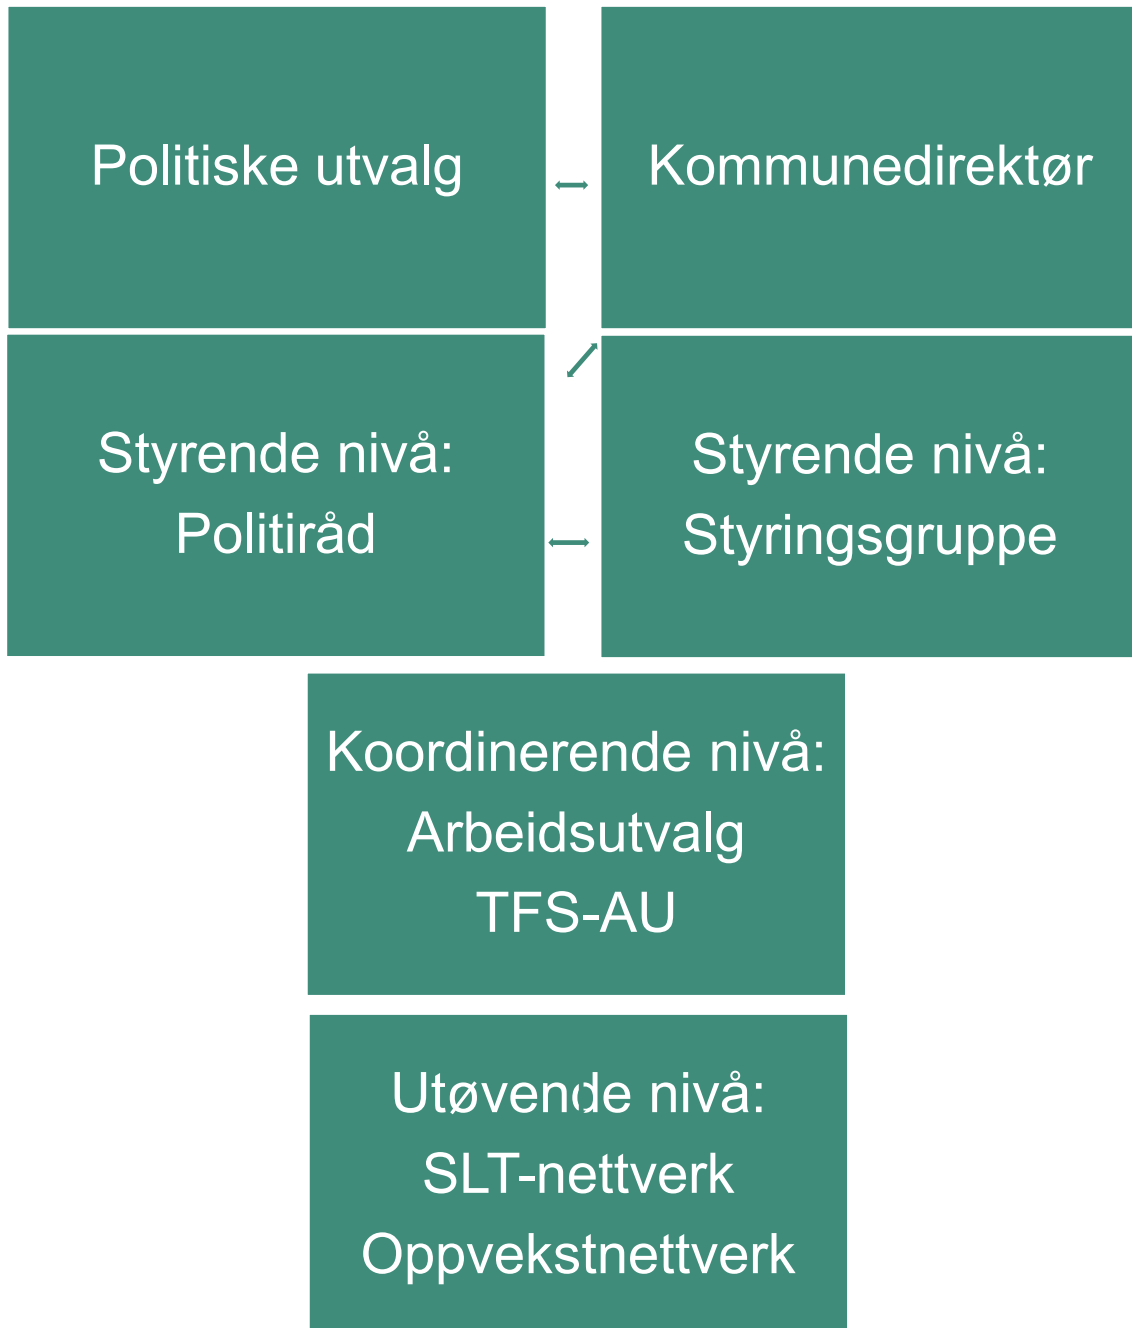 Politiske utvalg
Kommunedirektør
Styrende nivå:
Politiråd
Styrende nivå:
Styringsgruppe
Koordinerende nivå:
Arbeidsutvalg
TFS-AU
Utøvende nivå:
SLT-nettverk
Oppvekstnettverk